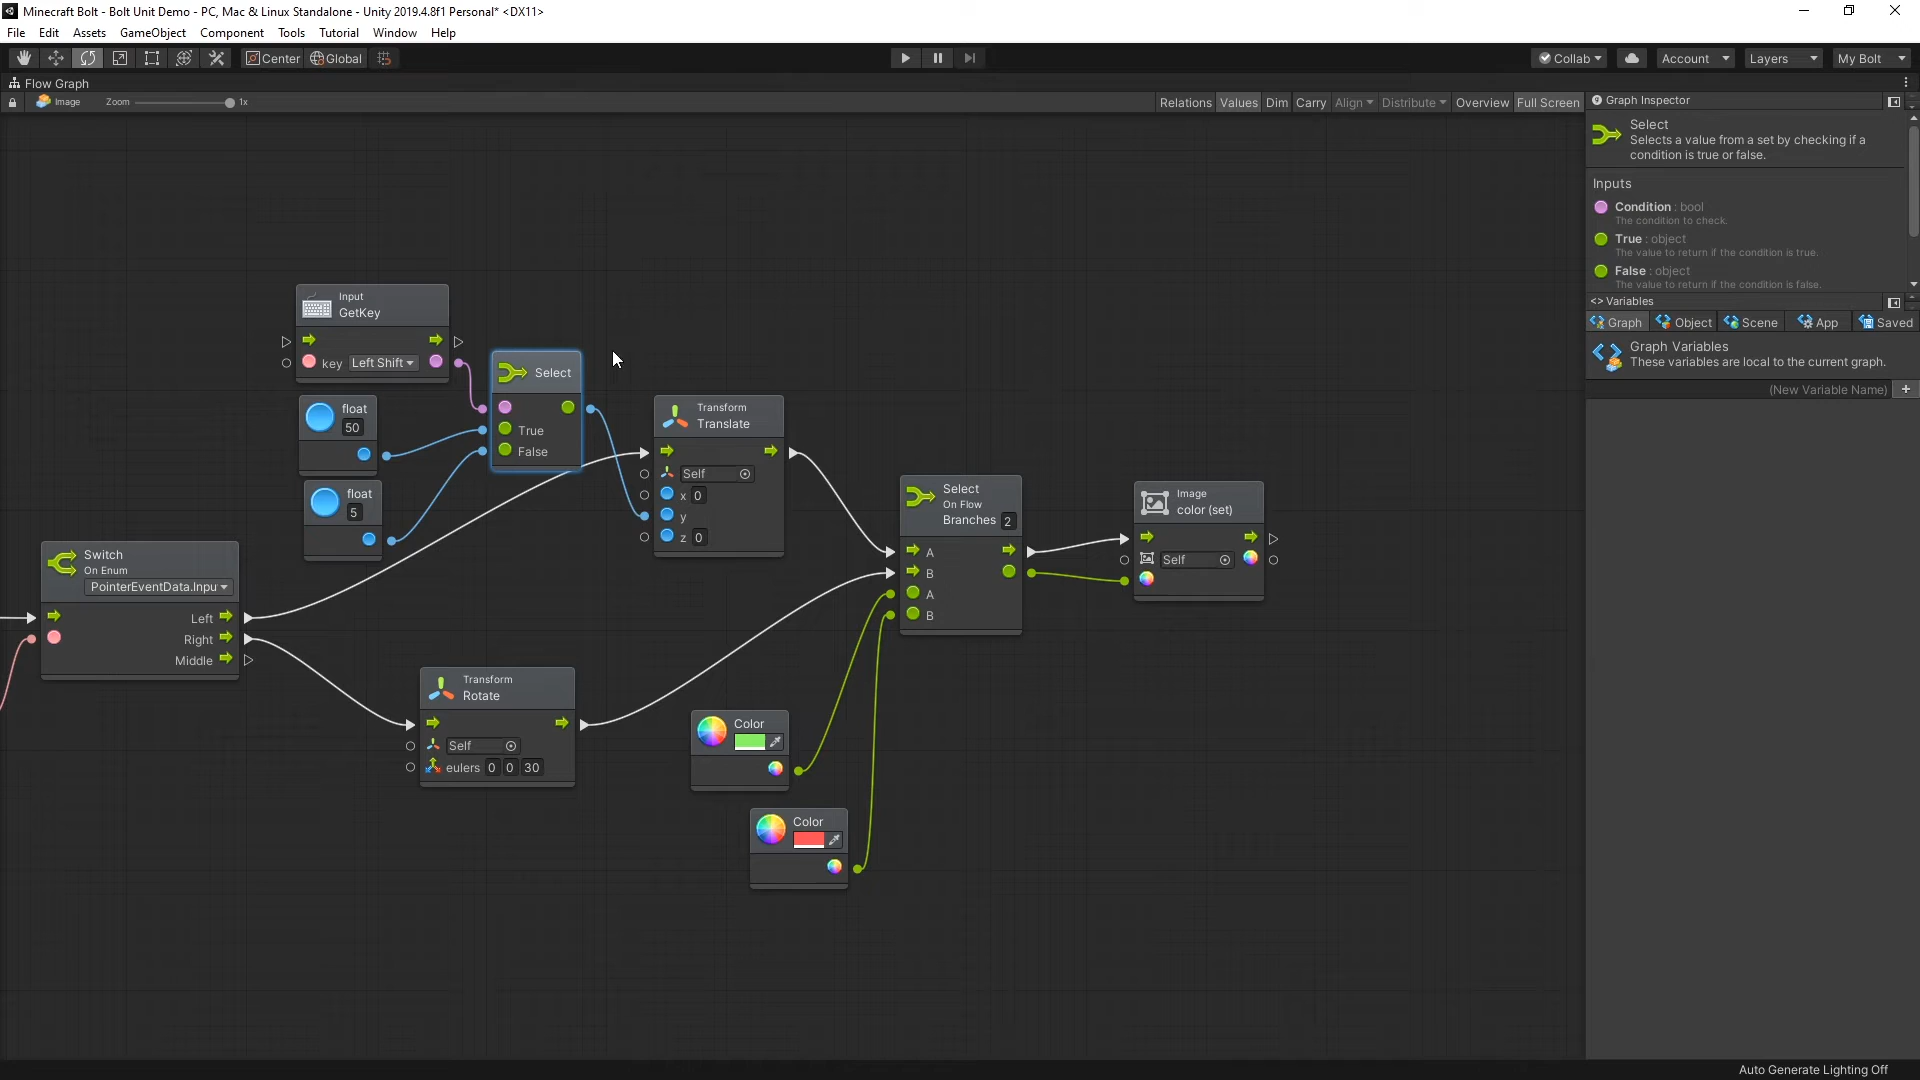 Minecraft Bolt - Bolt Unit Demo - PC, Mac & Linux Standalone - Unity 2019.4.8f1 Personal* <DX11>
File Edit Assets GameObject Component Tools Tutorial Window Help
Center Global Collab Account Layers My Bolt
Flow Graph
Image Zoom 1x Relations Values Dim Carry Align Distribute Overview Full Screen
Graph Inspector
Select
Selects a value from a set by checking if a
condition is true or false.
Inputs
Condition : bool
The condition to check.
True : object
The value to return if the condition is true.
False : object
The value to return if the condition is false.
<> Variables
Graph Object Scene App Saved
Graph Variables
These variables are local to the current graph.
(New Variable Name) +
Input
GetKey
key Left Shift
float
50
float
5
Select
True
False
Transform
Translate
Self
x 0
y
z 0
Switch
On Enum
PointerEventData.Inpu
Left
Right
Middle
Transform
Rotate
Self
eulers 0 0 30
Color
Color
Select
On Flow
Branches 2
A
B
A
B
Image
color (set)
Self
Auto Generate Lighting Off